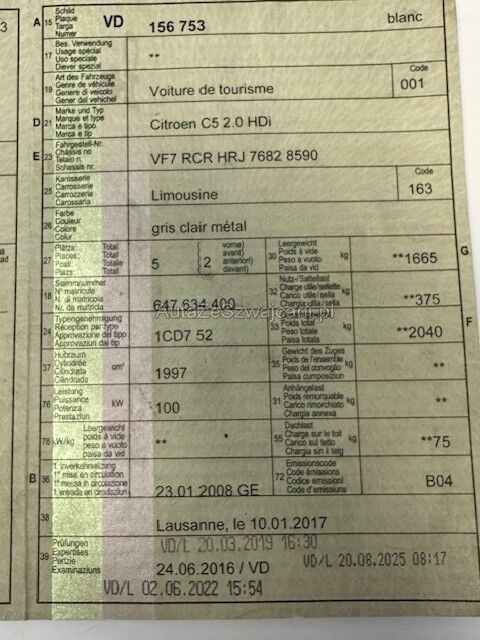 A 15 Schild Plaque Targa Numer VD 156 753 blanc
17 Bes. Verwendung Usage spécial Uso speciale Diever spezial **
19 Art des Fahrzeugs Genre de véhicule Genere di veicolo Gener dal vehichel Voiture de tourisme Code 001
D 21 Marke und Typ Marque et type Marca e tipo Marca e tip Citroen C5 2.0 HDi
E 23 Fahrgestell-Nr. Châssis no Telaio n. Schassis nr. VF7 RCR HRJ 7682 8590
25 Karosserie Carrosserie Carrozzeria Carrossaria Limousine Code 163
26 Farbe Couleur Colore Colur gris clair métal
27 Plätze Places Posti Plazs Total Total Totale Total 5 ( 2 vorne) avant) anteriori) davant) 30 Leergewicht Poids à vide Peso a vuoto Paisa da vid kg **1665 G
18 Stammnummer N° matricule N. di matricola Nr. da matricla 647.634.400 32 Nutz-/Sattellast Charge utile/sellette Carico utile/sella Chargia utila/sella kg **375
24 Typengenehmigung Réception par type Approvazione del tipo Approvaziun dal tip 1CD7 52 33 Poids total Peso totale Paisa totala kg **2040 F
37 Hubraum Cylindrée Cilindrata Cilindrada cm³ 1997 35 Gewicht des Zuges Poids de l'ensemble Peso del convoglio Paisa cumposiziun kg **
76 Leistung Puissance Potenza Prestaziun kW 100 31 Anhängelast Poids remorquable Carico rimorchiato Chargia annexa kg **
78 kW/kg Leergewicht poids à vide peso a vuoto paisa da vid ** 55 Dachlast Charge sur le toit Carico sul tetto Chargia sin il tetg kg **75
B 36 1. Inverkehrsetzung 1re mise en circulation 1a messa in circolazione 1. entrada en circulaziun 23.01.2008 GE 72 Emissionscode Code émissions Codice emissioni Code d'emissiuns B04
38 Lausanne, le 10.01.2017
39 Prüfungen Expertises Perizie Examinaziuns VD/L 20.03.2019 16:30
24.06.2016 / VD VD/L 20.08.2025 08:17
VD/L 02.06.2022 15:54
AutaZeSzwajcarii.pl